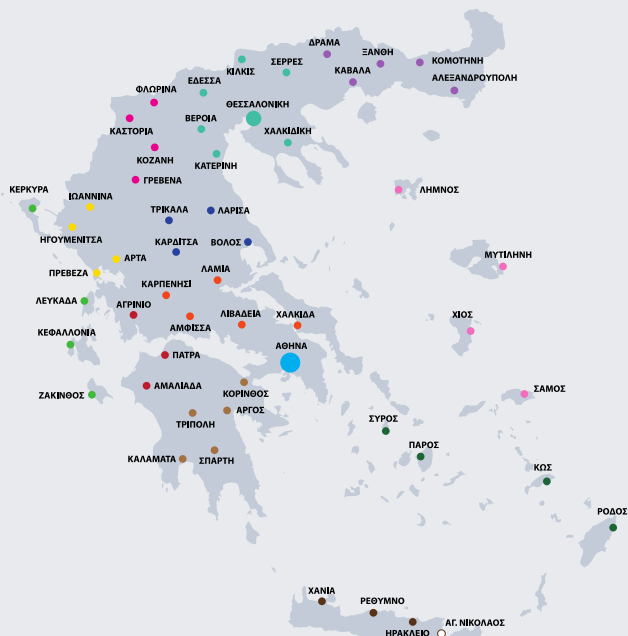 ΔΡΑΜΑ
ΞΑΝΘΗ
ΚΟΜΟΤΗΝΗ
ΚΙΛΚΙΣ
ΣΕΡΡΕΣ
ΚΑΒΑΛΑ
ΑΛΕΞΑΝΔΡΟΥΠΟΛΗ
ΕΔΕΣΣΑ
ΦΛΩΡΙΝΑ
ΘΕΣΣΑΛΟΝΙΚΗ
ΚΑΣΤΟΡΙΑ
ΒΕΡΟΙΑ
ΧΑΛΚΙΔΙΚΗ
ΚΟΖΑΝΗ
ΚΑΤΕΡΙΝΗ
ΓΡΕΒΕΝΑ
ΚΕΡΚΥΡΑ
ΙΩΑΝΝΙΝΑ
ΛΗΜΝΟΣ
ΤΡΙΚΑΛΑ
ΛΑΡΙΣΑ
ΗΓΟΥΜΕΝΙΤΣΑ
ΚΑΡΔΙΤΣΑ
ΒΟΛΟΣ
ΑΡΤΑ
ΜΥΤΙΛΗΝΗ
ΠΡΕΒΕΖΑ
ΛΑΜΙΑ
ΚΑΡΠΕΝΗΣΙ
ΛΕΥΚΑΔΑ
ΑΓΡΙΝΙΟ
ΑΜΦΙΣΣΑ
ΛΙΒΑΔΕΙΑ
ΧΑΛΚΙΔΑ
ΧΙΟΣ
ΚΕΦΑΛΛΟΝΙΑ
ΑΘΗΝΑ
ΠΑΤΡΑ
ΑΜΑΛΙΑΔΑ
ΖΑΚΙΝΘΟΣ
ΚΟΡΙΝΘΟΣ
ΣΑΜΟΣ
ΑΡΓΟΣ
ΤΡΙΠΟΛΗ
ΣΥΡΟΣ
ΠΑΡΟΣ
ΚΑΛΑΜΑΤΑ
ΣΠΑΡΤΗ
ΚΩΣ
ΡΟΔΟΣ
ΧΑΝΙΑ
ΡΕΘΥΜΝΟ
ΑΓ. ΝΙΚΟΛΑΟΣ
ΗΡΑΚΛΕΙΟ